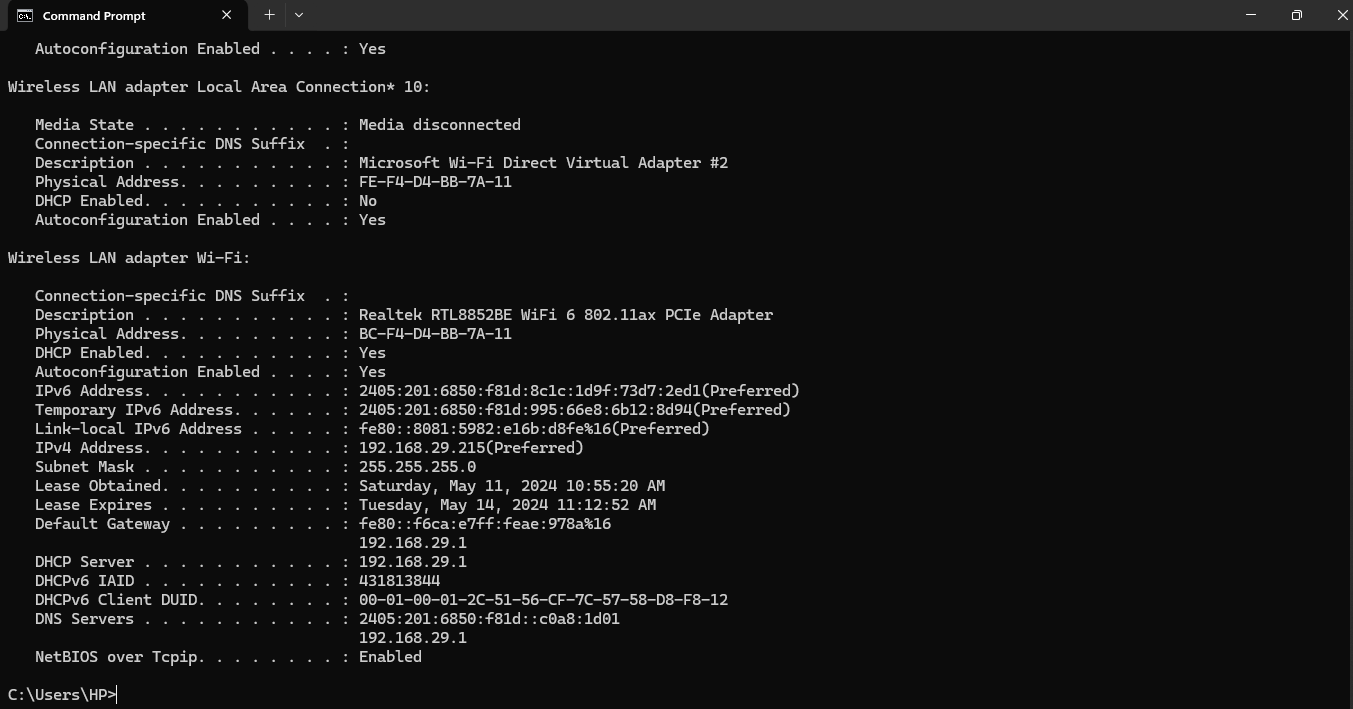 Command Prompt
Autoconfiguration Enabled . . . . : Yes
Wireless LAN adapter Local Area Connection* 10:
Media State . . . . . . . . . . . : Media disconnected
Connection-specific DNS Suffix  . :
Description . . . . . . . . . . . : Microsoft Wi-Fi Direct Virtual Adapter #2
Physical Address. . . . . . . . . : FE-F4-D4-BB-7A-11
DHCP Enabled. . . . . . . . . . . : No
Autoconfiguration Enabled . . . . : Yes
Wireless LAN adapter Wi-Fi:
Connection-specific DNS Suffix  . :
Description . . . . . . . . . . . : Realtek RTL8852BE WiFi 6 802.11ax PCIe Adapter
Physical Address. . . . . . . . . : BC-F4-D4-BB-7A-11
DHCP Enabled. . . . . . . . . . . : Yes
Autoconfiguration Enabled . . . . : Yes
IPv6 Address. . . . . . . . . . . : 2405:201:6850:f81d:8c1c:1d9f:73d7:2ed1(Preferred)
Temporary IPv6 Address. . . . . . : 2405:201:6850:f81d:995:66e8:6b12:8d94(Preferred)
Link-local IPv6 Address . . . . . : fe80::8081:5982:e16b:d8fe%16(Preferred)
IPv4 Address. . . . . . . . . . . : 192.168.29.215(Preferred)
Subnet Mask . . . . . . . . . . . : 255.255.255.0
Lease Obtained. . . . . . . . . . : Saturday, May 11, 2024 10:55:20 AM
Lease Expires . . . . . . . . . . : Tuesday, May 14, 2024 11:12:52 AM
Default Gateway . . . . . . . . . : fe80::f6ca:e7ff:feae:978a%16
192.168.29.1
DHCP Server . . . . . . . . . . . : 192.168.29.1
DHCPv6 IAID . . . . . . . . . . . : 431813844
DHCPv6 Client DUID. . . . . . . . : 00-01-00-01-2C-51-56-CF-7C-57-58-D8-F8-12
DNS Servers . . . . . . . . . . . : 2405:201:6850:f81d::c0a8:1d01
192.168.29.1
NetBIOS over Tcpip. . . . . . . . : Enabled
C:\Users\HP>